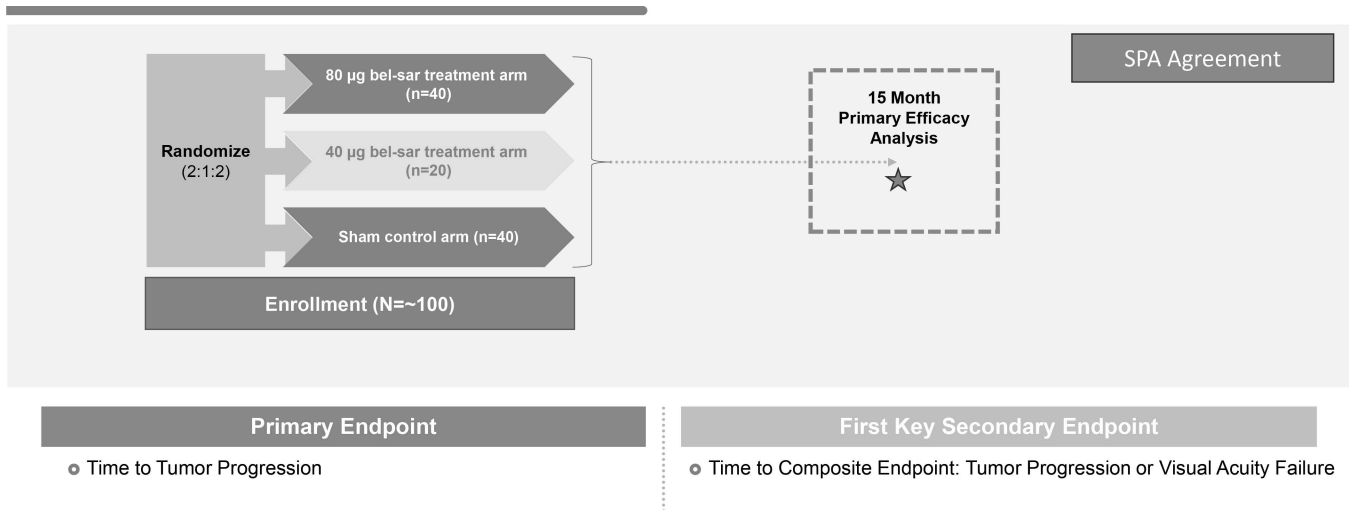 SPA Agreement
80 µg bel-sar treatment arm
(n=40)
Randomize
(2:1:2)
40 µg bel-sar treatment arm
(n=20)
Sham control arm (n=40)
Enrollment (N=~100)
15 Month
Primary Efficacy
Analysis
Primary Endpoint
Time to Tumor Progression
First Key Secondary Endpoint
Time to Composite Endpoint: Tumor Progression or Visual Acuity Failure